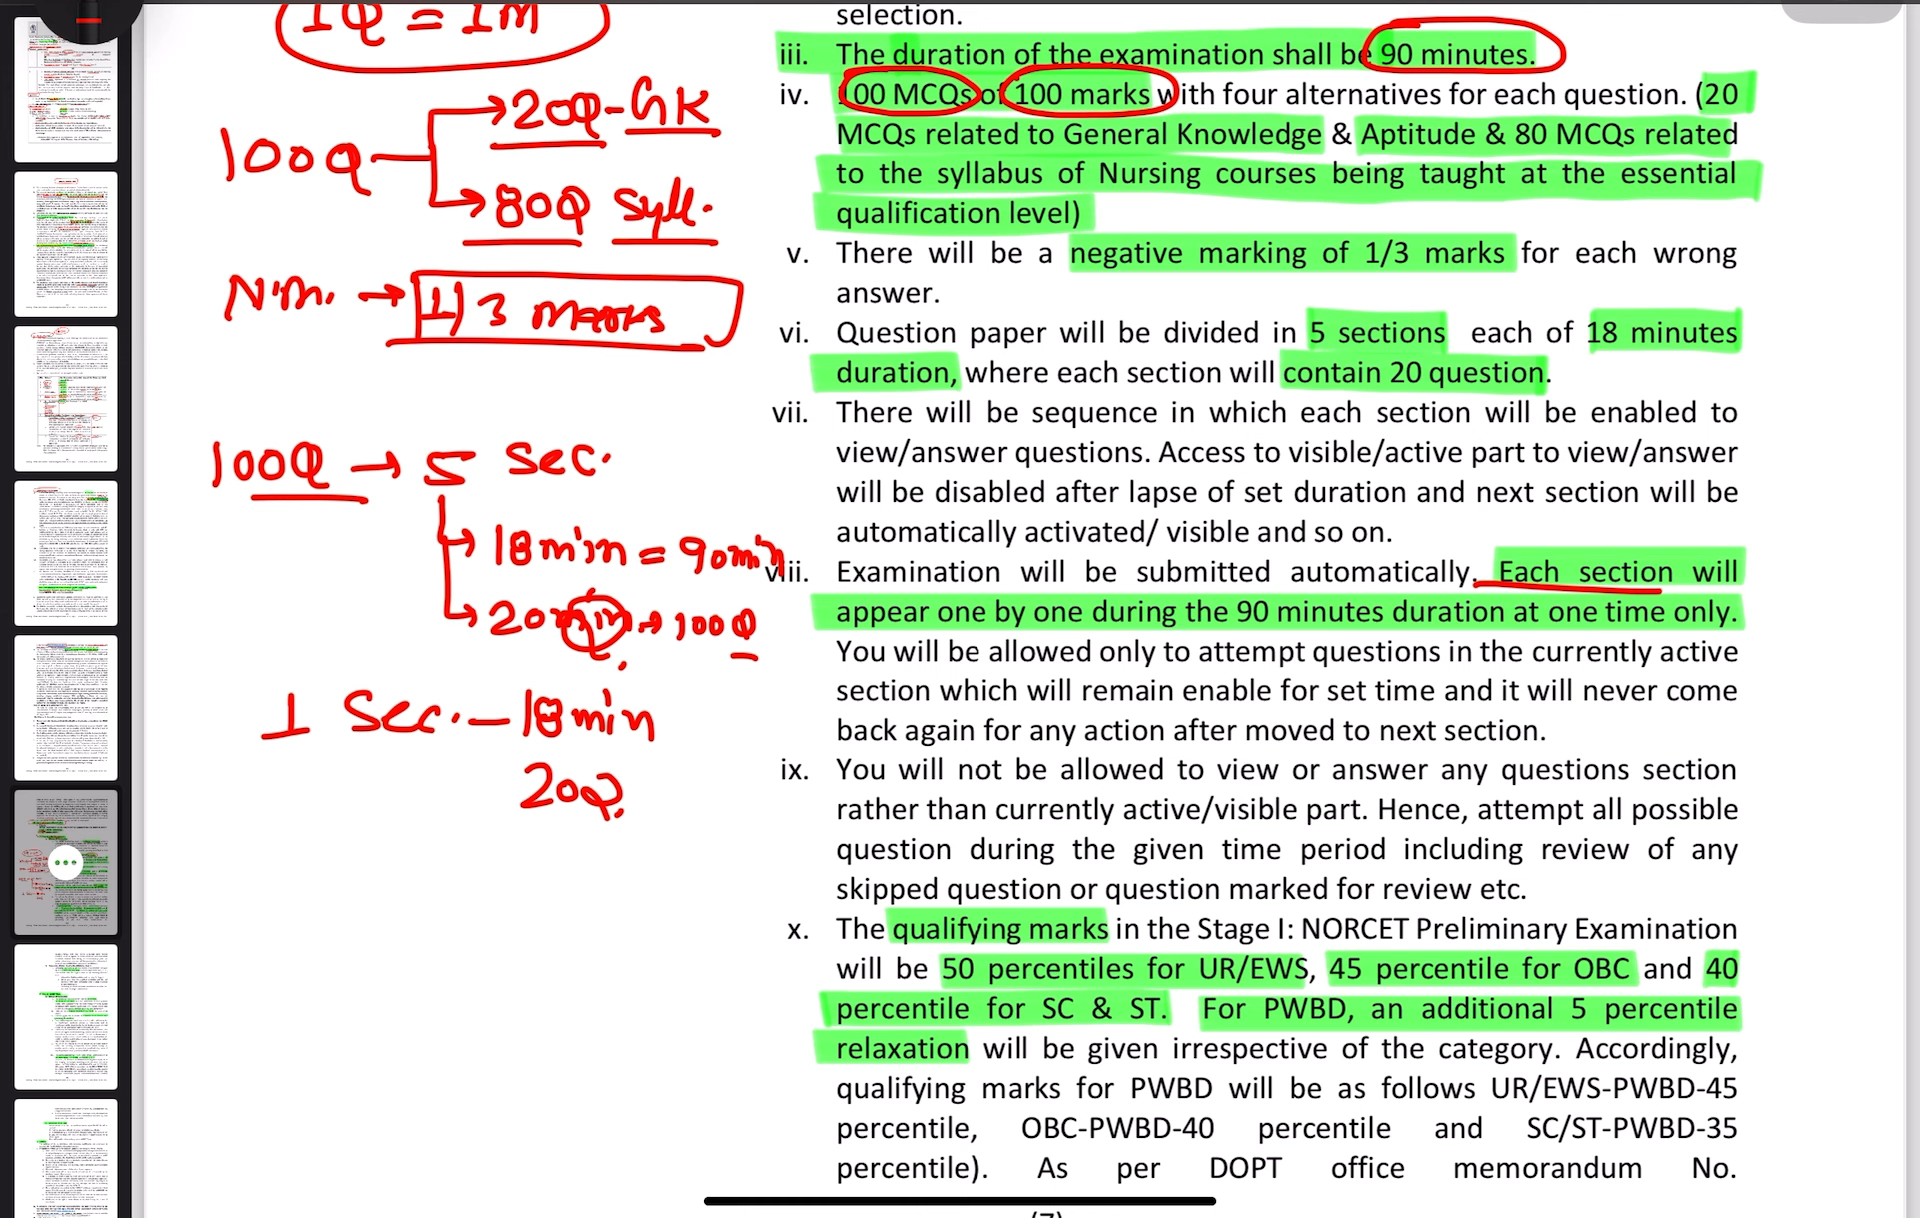 1Q = 1M
100Q → 20Q - GK
→ 80Q Syll.
N.M. → 1/3 marks
100Q → 5 Sec.
→ 18 min = 90 min
→ 20 min → 100 Q
1 Sec. - 18 min
20Q.
selection.
iii. The duration of the examination shall be 90 minutes.
iv. 100 MCQs of 100 marks with four alternatives for each question. (20
MCQs related to General Knowledge & Aptitude & 80 MCQs related
to the syllabus of Nursing courses being taught at the essential
qualification level)
v. There will be a negative marking of 1/3 marks for each wrong
answer.
vi. Question paper will be divided in 5 sections each of 18 minutes
duration, where each section will contain 20 question.
vii. There will be sequence in which each section will be enabled to
view/answer questions. Access to visible/active part to view/answer
will be disabled after lapse of set duration and next section will be
automatically activated/ visible and so on.
viii. Examination will be submitted automatically. Each section will
appear one by one during the 90 minutes duration at one time only.
You will be allowed only to attempt questions in the currently active
section which will remain enable for set time and it will never come
back again for any action after moved to next section.
ix. You will not be allowed to view or answer any questions section
rather than currently active/visible part. Hence, attempt all possible
question during the given time period including review of any
skipped question or question marked for review etc.
x. The qualifying marks in the Stage I: NORCET Preliminary Examination
will be 50 percentiles for UR/EWS, 45 percentile for OBC and 40
percentile for SC & ST. For PWBD, an additional 5 percentile
relaxation will be given irrespective of the category. Accordingly,
qualifying marks for PWBD will be as follows UR/EWS-PWBD-45
percentile, OBC-PWBD-40 percentile and SC/ST-PWBD-35
percentile). As per DOPT office memorandum No.